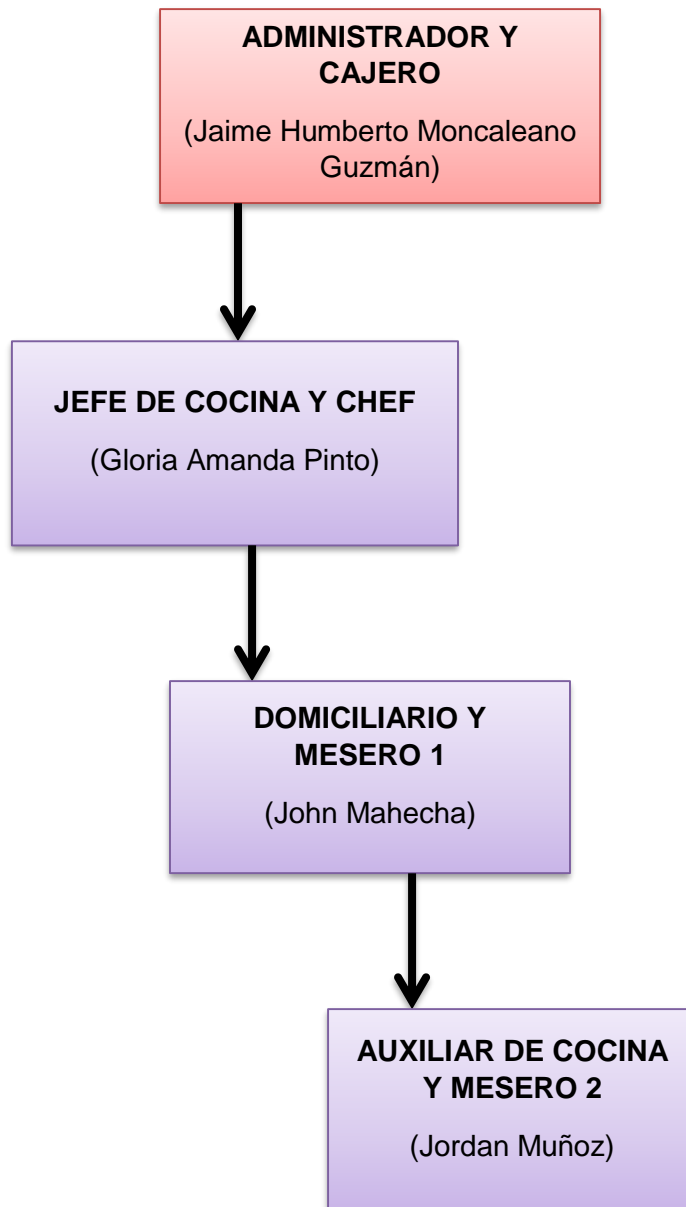 ADMINISTRADOR Y
CAJERO
(Jaime Humberto Moncaleano
Guzmán)
JEFE DE COCINA Y CHEF
(Gloria Amanda Pinto)
DOMICILIARIO Y
MESERO 1
(John Mahecha)
AUXILIAR DE COCINA
Y MESERO 2
(Jordan Muñoz)